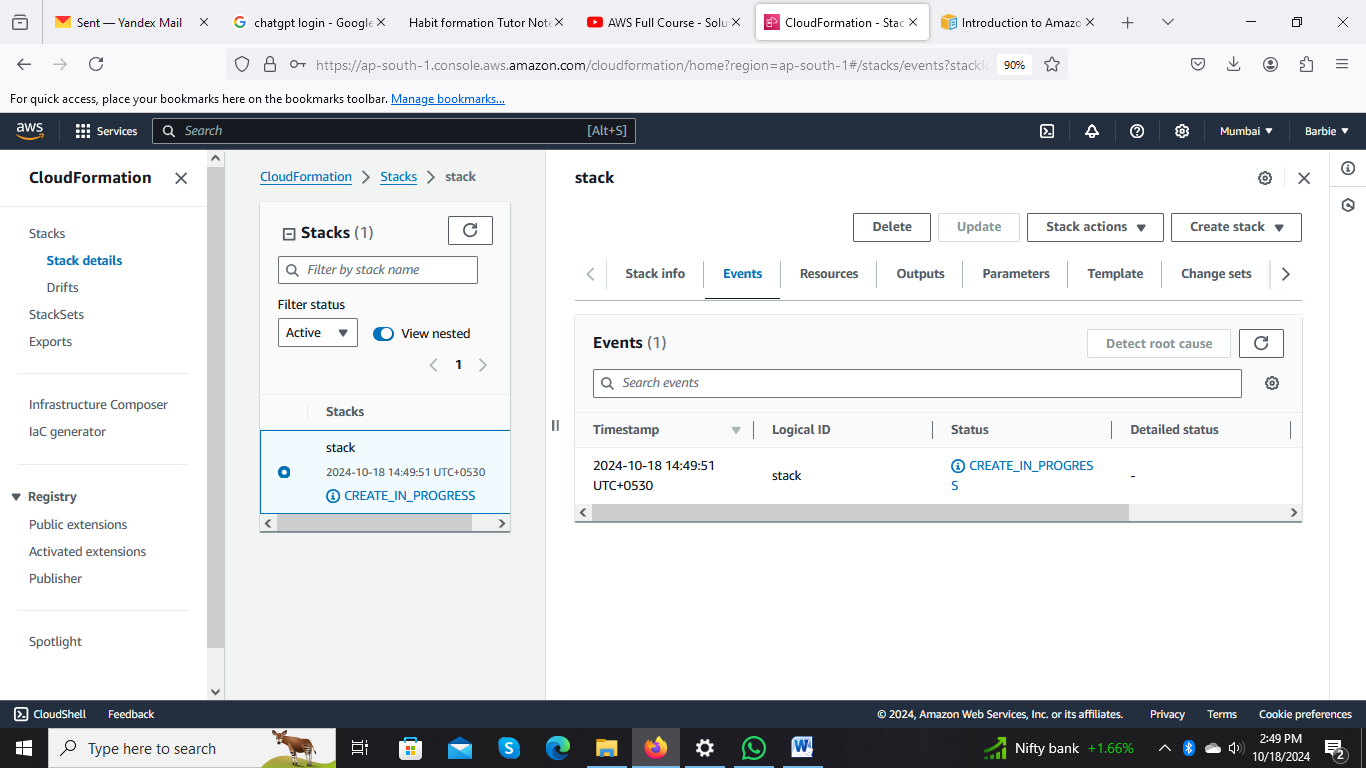 Sent — Yandex Mail
chatgpt login - Google
Habit formation Tutor Note
AWS Full Course - Solu
CloudFormation - Stac
Introduction to Amazo
https://ap-south-1.console.aws.amazon.com/cloudformation/home?region=ap-south-1#/stacks/events?stackId
90%
For quick access, place your bookmarks here on the bookmarks toolbar. Manage bookmarks...
aws
Services
Search
[Alt+S]
Mumbai
Barbie
CloudFormation
Stacks
Stack details
Drifts
StackSets
Exports
Infrastructure Composer
IaC generator
Registry
Public extensions
Activated extensions
Publisher
Spotlight
CloudFormation
Stacks
stack
Stacks (1)
Filter by stack name
Filter status
Active
View nested
1
Stacks
stack
2024-10-18 14:49:51 UTC+0530
CREATE_IN_PROGRESS
stack
Delete
Update
Stack actions
Create stack
Stack info
Events
Resources
Outputs
Parameters
Template
Change sets
Events (1)
Detect root cause
Search events
Timestamp
Logical ID
Status
Detailed status
2024-10-18 14:49:51
UTC+0530
stack
CREATE_IN_PROGRES
S
-
CloudShell
Feedback
© 2024, Amazon Web Services, Inc. or its affiliates.
Privacy
Terms
Cookie preferences
Type here to search
Nifty bank +1.66%
2:49 PM
10/18/2024
2